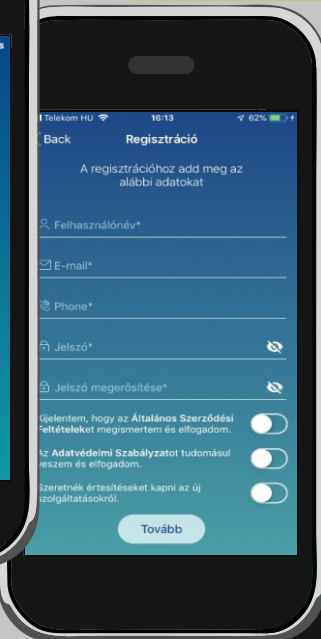 s
Telekom HU 16:13 62%
Back Regisztráció
A regisztrációhoz add meg az
alábbi adatokat
Felhasználónév*
E-mail*
Phone*
Jelszó*
Jelszó megerősítése*
Kijelentem, hogy az Általános Szerződési
Feltételeket megismertem és elfogadom.
Az Adatvédelmi Szabályzatot tudomásul
veszem és elfogadom.
Szeretnék értesítéseket kapni az új
szolgáltatásokról.
Tovább